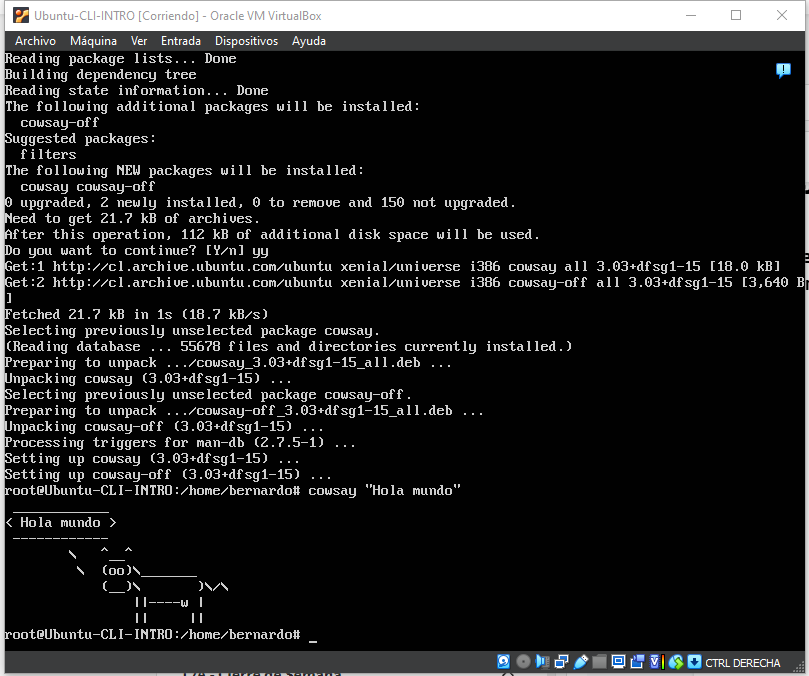 Ubuntu-CLI-INTRO [Corriendo] - Oracle VM VirtualBox
Archivo Máquina Ver Entrada Dispositivos Ayuda
Reading package lists... Done
Building dependency tree
Reading state information... Done
The following additional packages will be installed:
  cowsay-off
Suggested packages:
  filters
The following NEW packages will be installed:
  cowsay cowsay-off
0 upgraded, 2 newly installed, 0 to remove and 150 not upgraded.
Need to get 21.7 kB of archives.
After this operation, 112 kB of additional disk space will be used.
Do you want to continue? [Y/n] yy
Get:1 http://cl.archive.ubuntu.com/ubuntu xenial/universe i386 cowsay all 3.03+dfsg1-15 [18.0 kB]
Get:2 http://cl.archive.ubuntu.com/ubuntu xenial/universe i386 cowsay-off all 3.03+dfsg1-15 [3,640 B
]
Fetched 21.7 kB in 1s (18.7 kB/s)
Selecting previously unselected package cowsay.
(Reading database ... 55678 files and directories currently installed.)
Preparing to unpack .../cowsay_3.03+dfsg1-15_all.deb ...
Unpacking cowsay (3.03+dfsg1-15) ...
Selecting previously unselected package cowsay-off.
Preparing to unpack .../cowsay-off_3.03+dfsg1-15_all.deb ...
Unpacking cowsay-off (3.03+dfsg1-15) ...
Processing triggers for man-db (2.7.5-1) ...
Setting up cowsay (3.03+dfsg1-15) ...
Setting up cowsay-off (3.03+dfsg1-15) ...
root@Ubuntu-CLI-INTRO:/home/bernardo# cowsay "Hola mundo"
 ____________
< Hola mundo >
 ------------
        \   ^__^
         \  (oo)\_______
            (__)\       )\/\
                ||----w |
                ||     ||
root@Ubuntu-CLI-INTRO:/home/bernardo# _
CTRL DERECHA